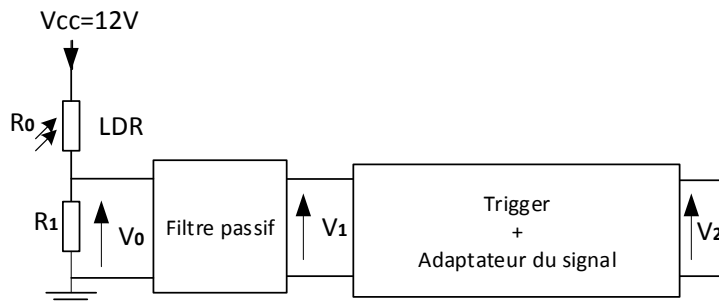 Vcc=12V
R0
LDR
R1
V0
Filtre passif
V1
Trigger
+
Adaptateur du signal
V2